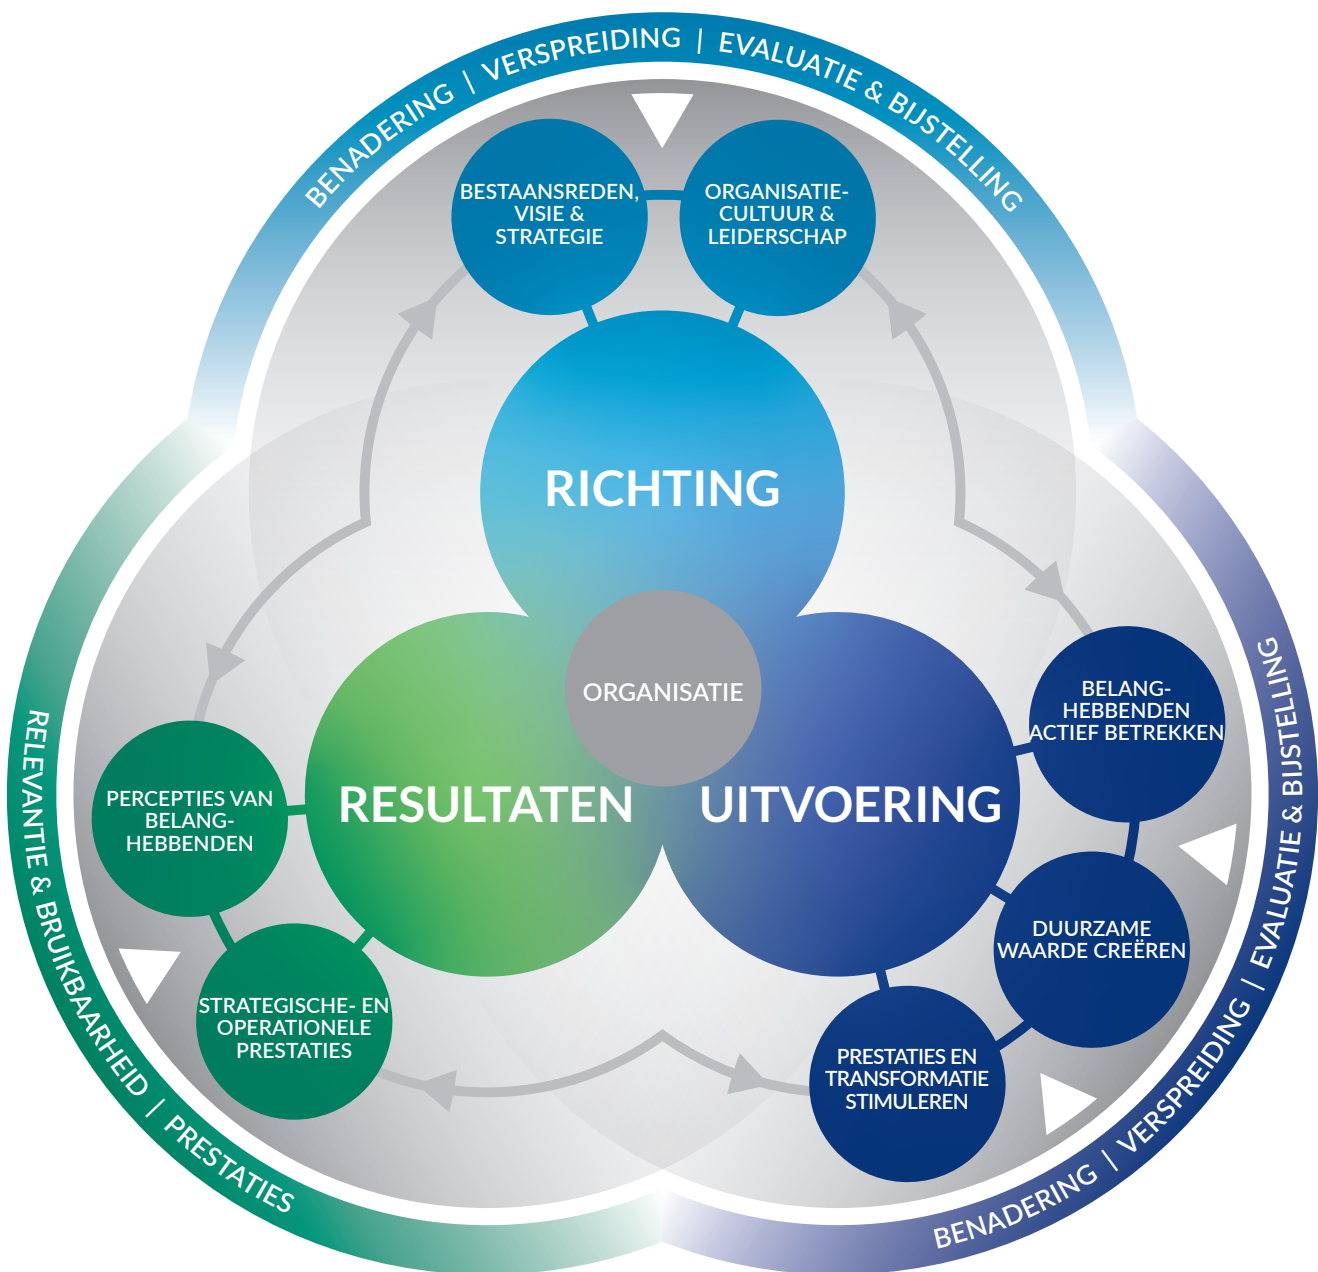 BENADERING | VERSPREIDING | EVALUATIE & BIJSTELLING
BESTAANSREDEN,
VISIE &
STRATEGIE
ORGANISATIE-
CULTUUR &
LEIDERSCHAP
RICHTING
ORGANISATIE
RESULTATEN
UITVOERING
BELANG-
HEBBENDEN
ACTIEF BETREKKEN
DUURZAME
WAARDE CREËREN
PRESTATIES EN
TRANSFORMATIE
STIMULEREN
BENADERING | VERSPREIDING | EVALUATIE & BIJSTELLING
PERCEPTIES VAN
BELANG-
HEBBENDEN
STRATEGISCHE- EN
OPERATIONELE
PRESTATIES
RELEVANTIE & BRUIKBAARHEID | PRESTATIES